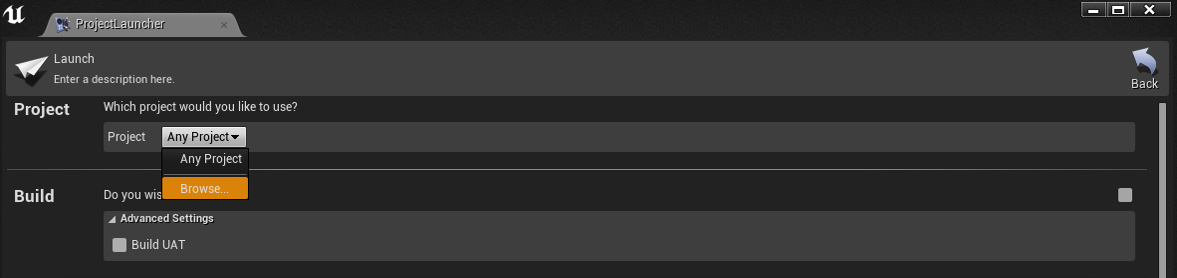 ProjectLauncher
Launch
Enter a description here.
Back
Project
Which project would you like to use?
Project
Any Project
Any Project
Browse...
Build
Do you wis
Advanced Settings
Build UAT